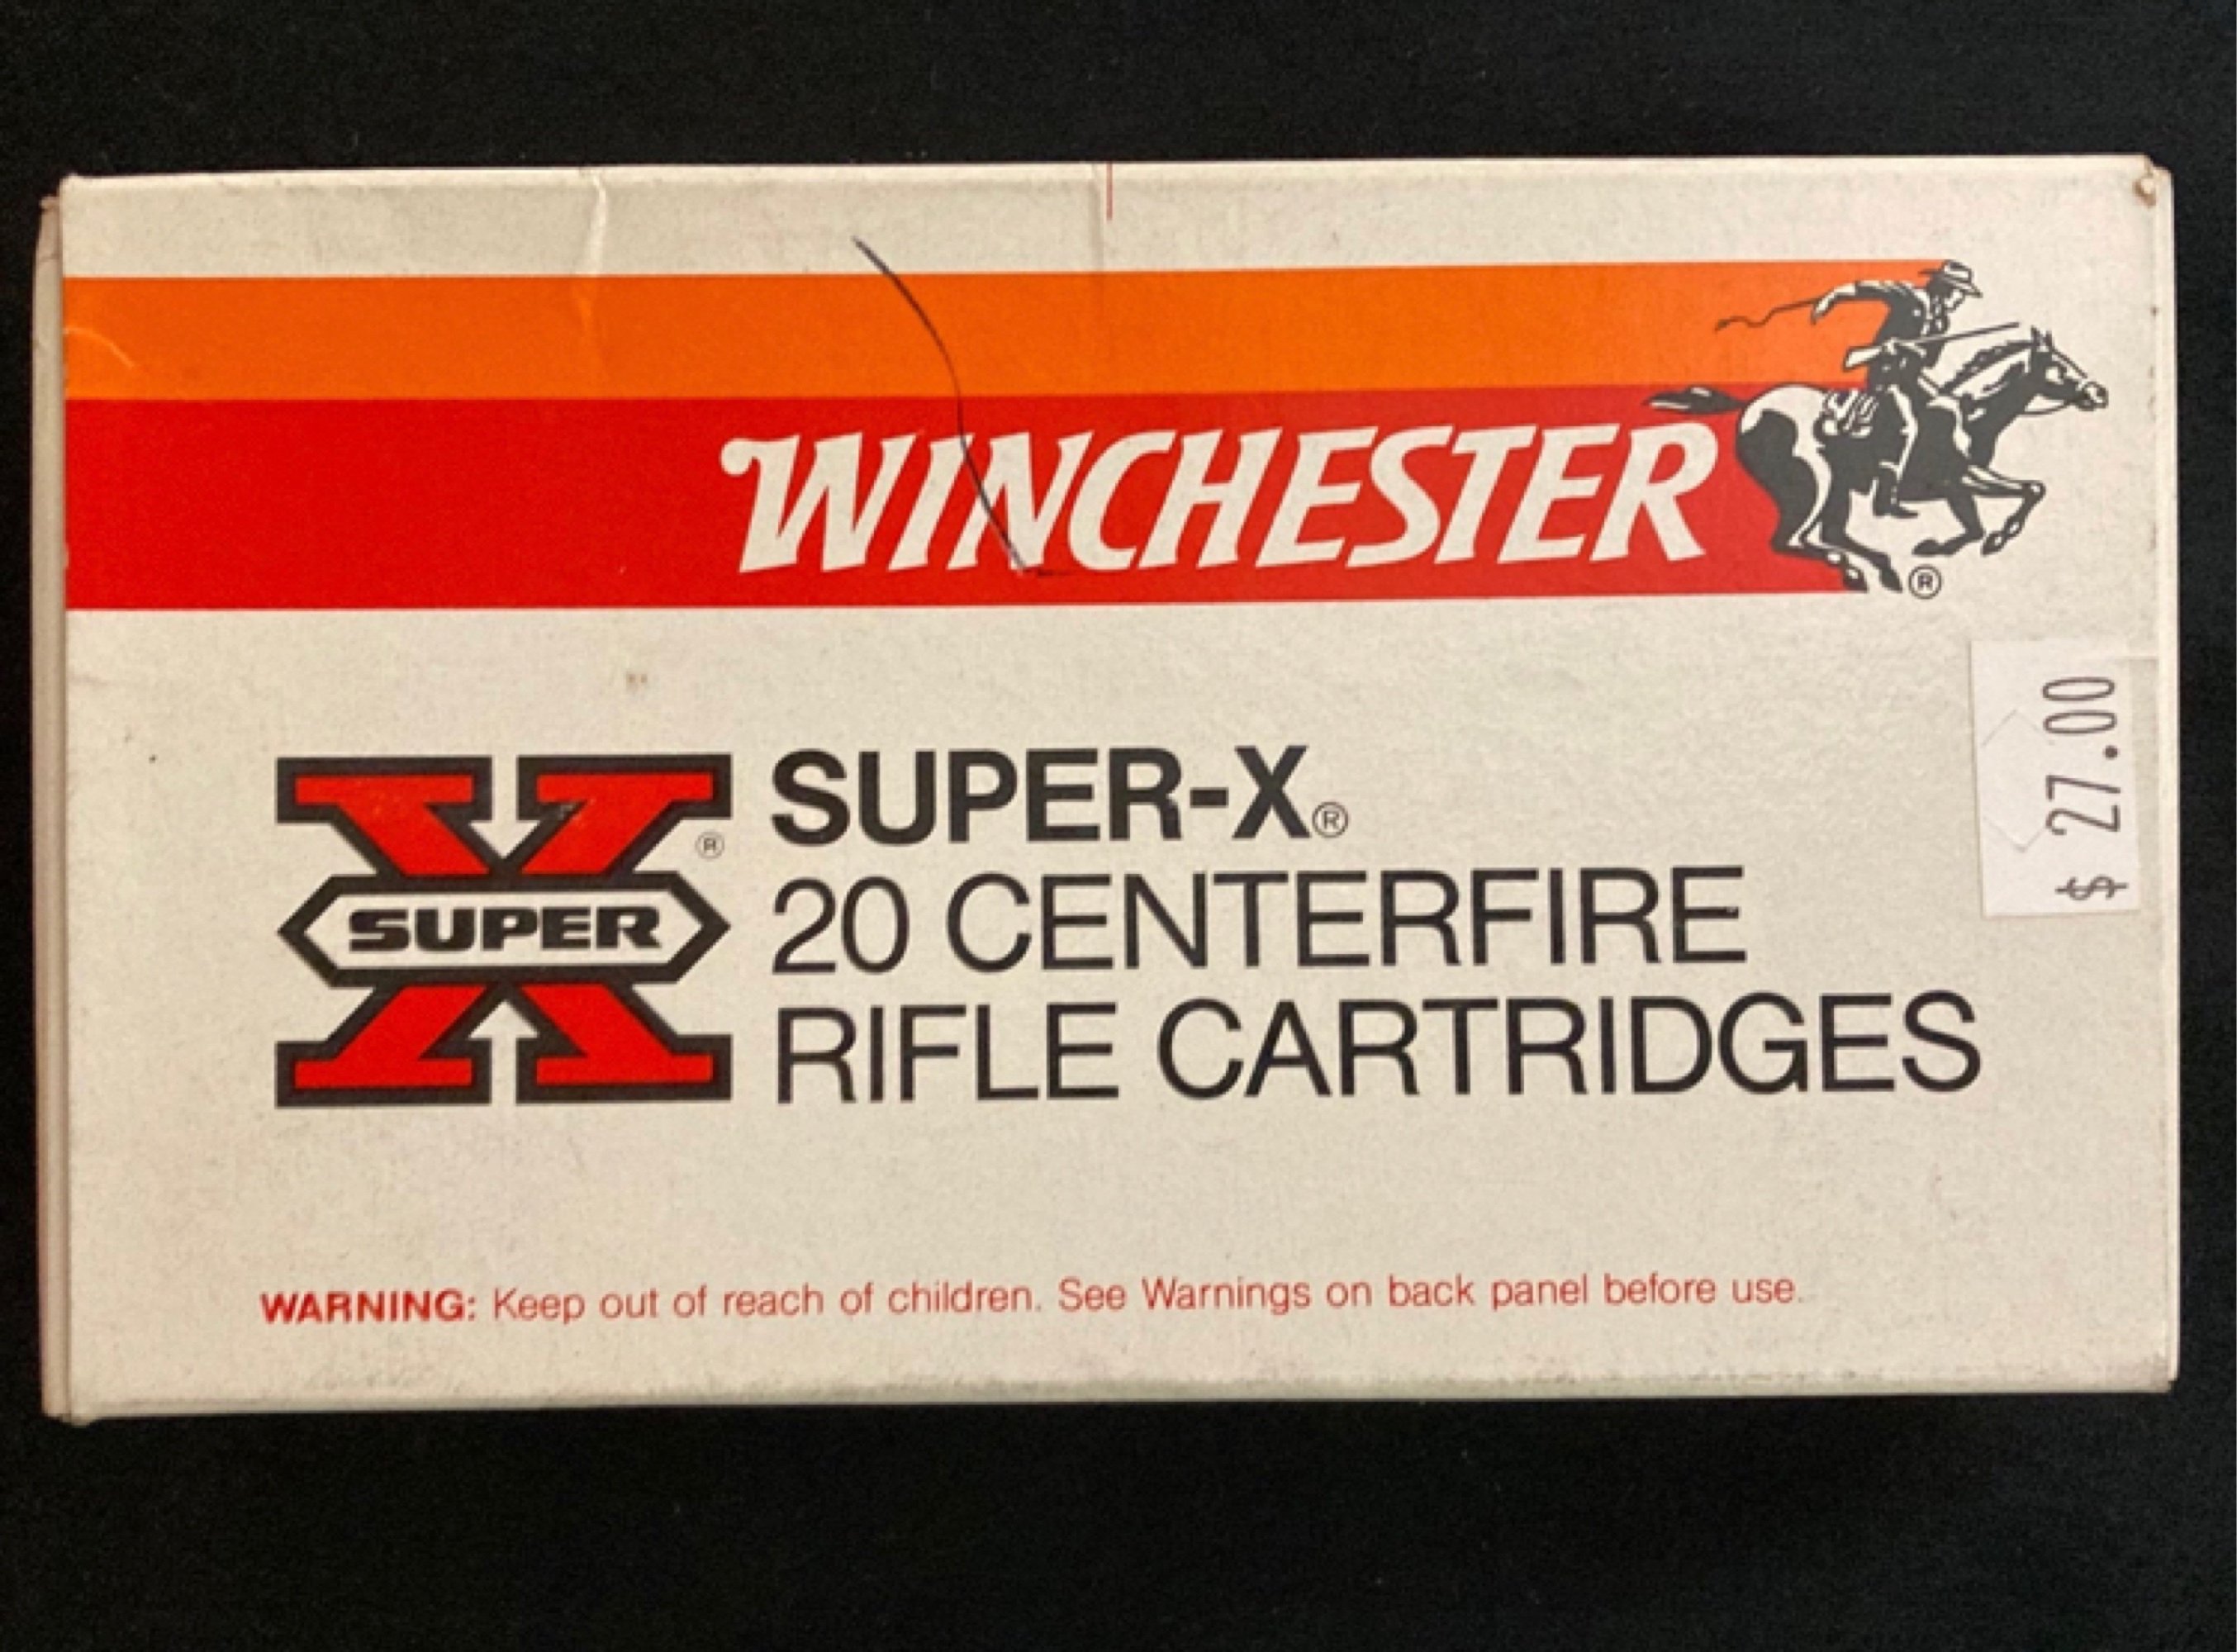 WINCHESTER
®
$ 27.00
SUPER
®
SUPER-X®
20 CENTERFIRE
RIFLE CARTRIDGES
WARNING: Keep out of reach of children. See Warnings on back panel before use.